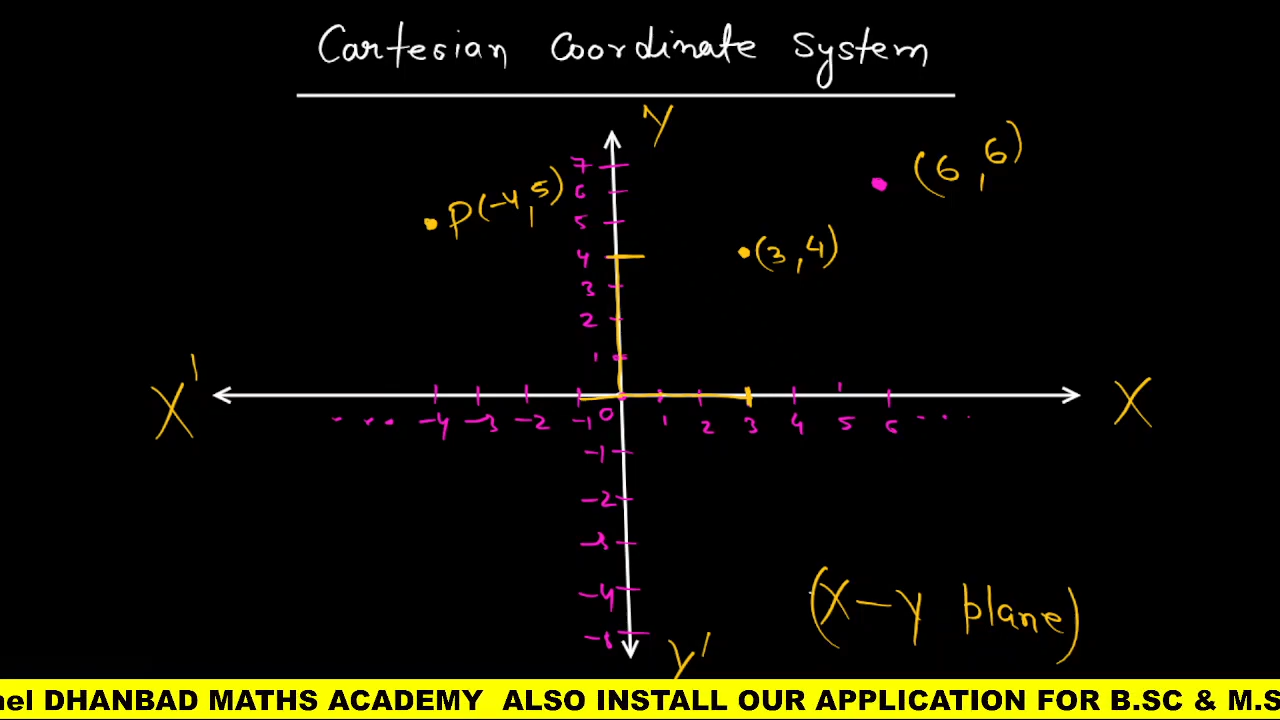 Cartesian Coordinate System
Y
7
(6,6)
6
P(-4,5)
5
4
(3,4)
3
2
1
X'
X
... -4 -3 -2 -1 0 1 2 3 4 5 6 ...
-1
-2
-3
-4
-5
(X-Y plane)
Y'
DHANBAD MATHS ACADEMY ALSO INSTALL OUR APPLICATION FOR B.SC & M.S